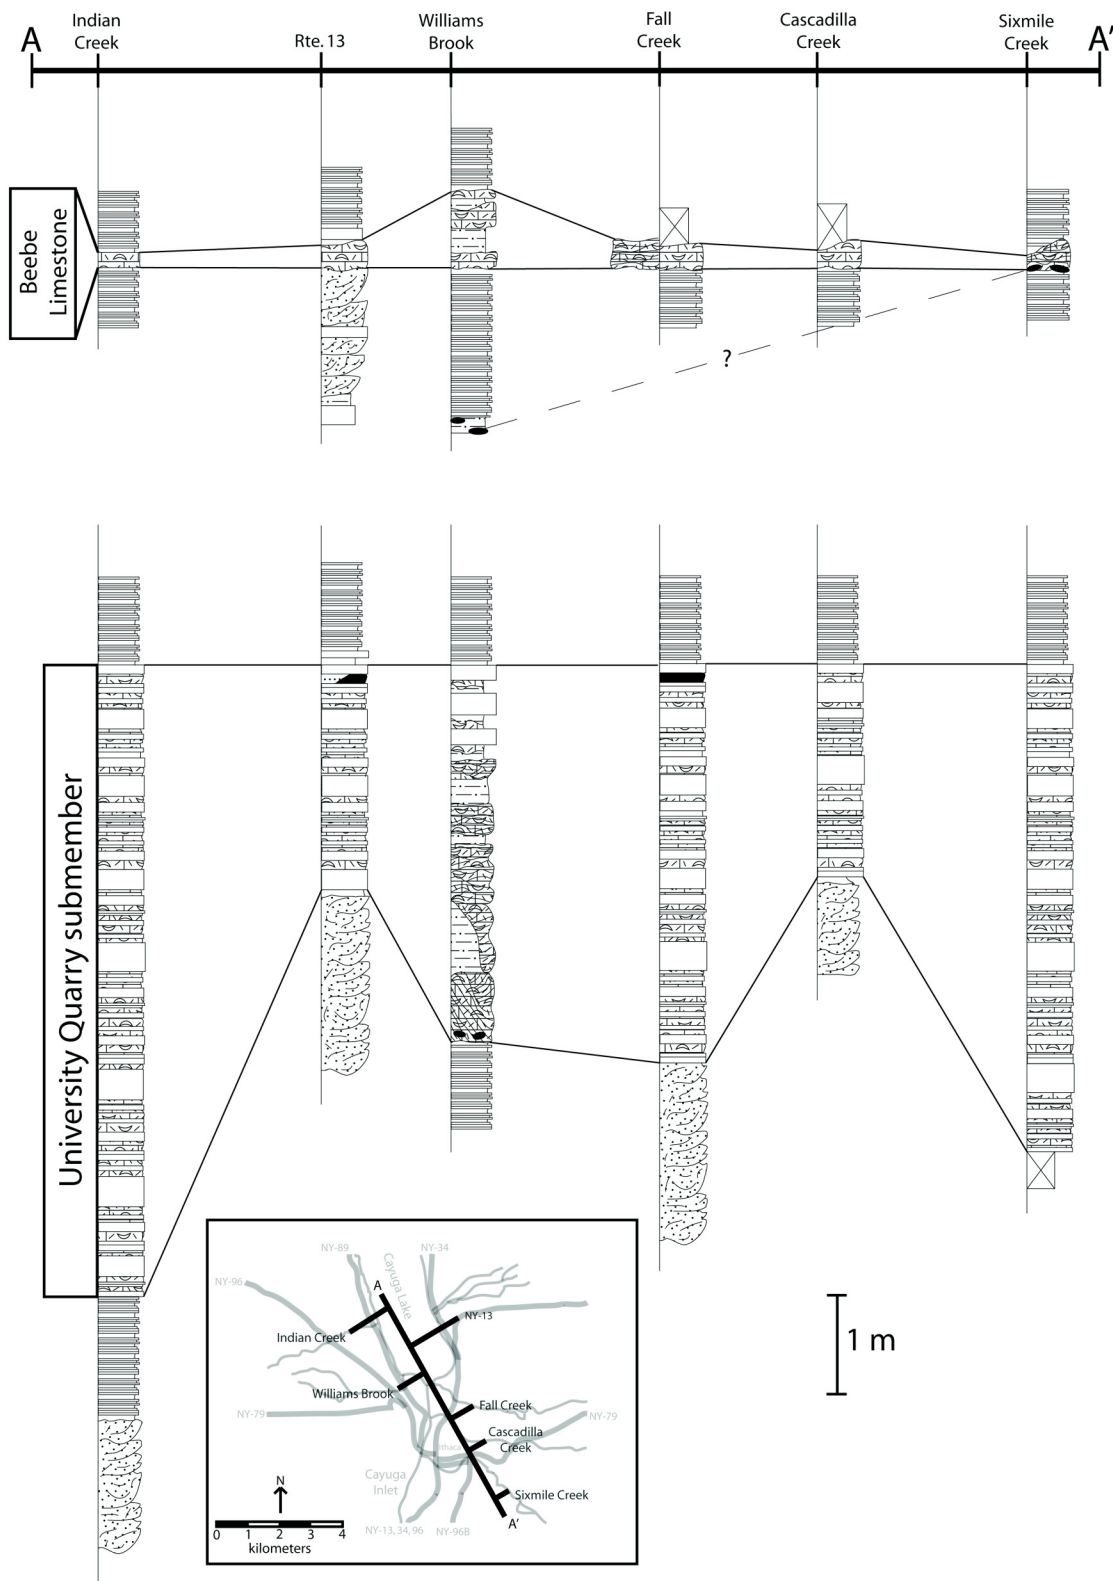 A
Indian
Creek
Rte. 13
Williams
Brook
Fall
Creek
Cascadilla
Creek
Sixmile
Creek
A'
Beebe
Limestone
?
University Quarry submember
1 m
NY-89
NY-34
NY-96
A
Cayuga Lake
NY-13
Indian Creek
Williams Brook
NY-79
Fall Creek
NY-79
Cascadilla
Creek
Ithaca
Cayuga
Inlet
Sixmile Creek
N
A'
NY-13, 34, 96
NY-96B
0 1 2 3 4
kilometers